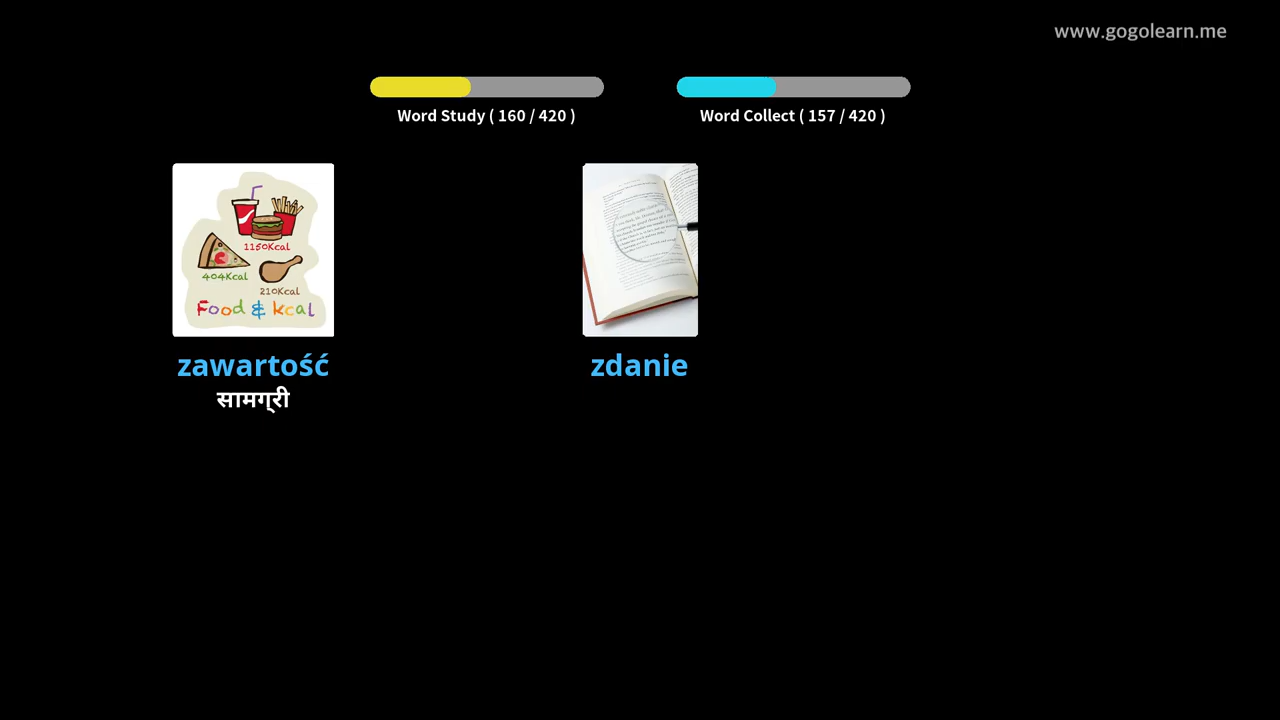 www.gogolearn.me
Word Study ( 160 / 420 )
Word Collect ( 157 / 420 )
1150Kcal
404Kcal
210Kcal
Food & kcal
zawartość
सामग्री
zdanie